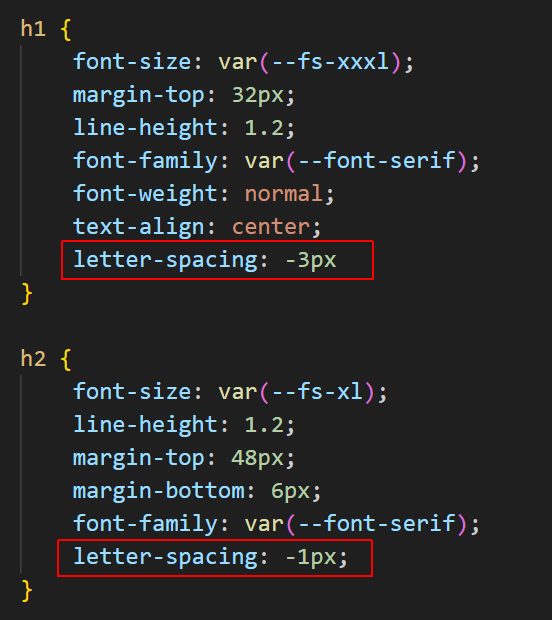 h1 {
font-size: var(--fs-xxxl);
margin-top: 32px;
line-height: 1.2;
font-family: var(--font-serif);
font-weight: normal;
text-align: center;
letter-spacing: -3px
}
h2 {
font-size: var(--fs-xl);
line-height: 1.2;
margin-top: 48px;
margin-bottom: 6px;
font-family: var(--font-serif);
letter-spacing: -1px;
}